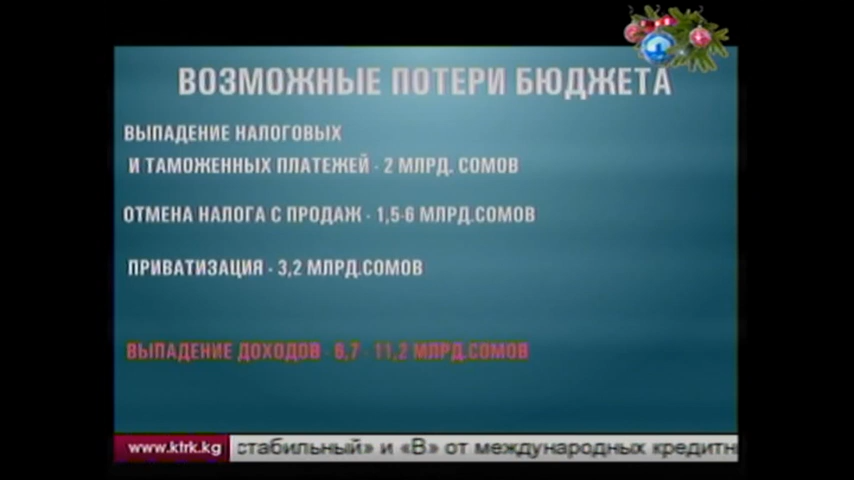 ВОЗМОЖНЫЕ ПОТЕРИ БЮДЖЕТА
ВЫПАДЕНИЕ НАЛОГОВЫХ
И ТАМОЖЕННЫХ ПЛАТЕЖЕЙ - 2 МЛРД. СОМОВ
ОТМЕНА НАЛОГА С ПРОДАЖ - 1,5-6 МЛРД.СОМОВ
ПРИВАТИЗАЦИЯ - 3,2 МЛРД.СОМОВ
ВЫПАДЕНИЕ ДОХОДОВ - 6,7 - 11,2 МЛРД.СОМОВ
www.ktrk.kg стабильный» и «В» от международных кредитн